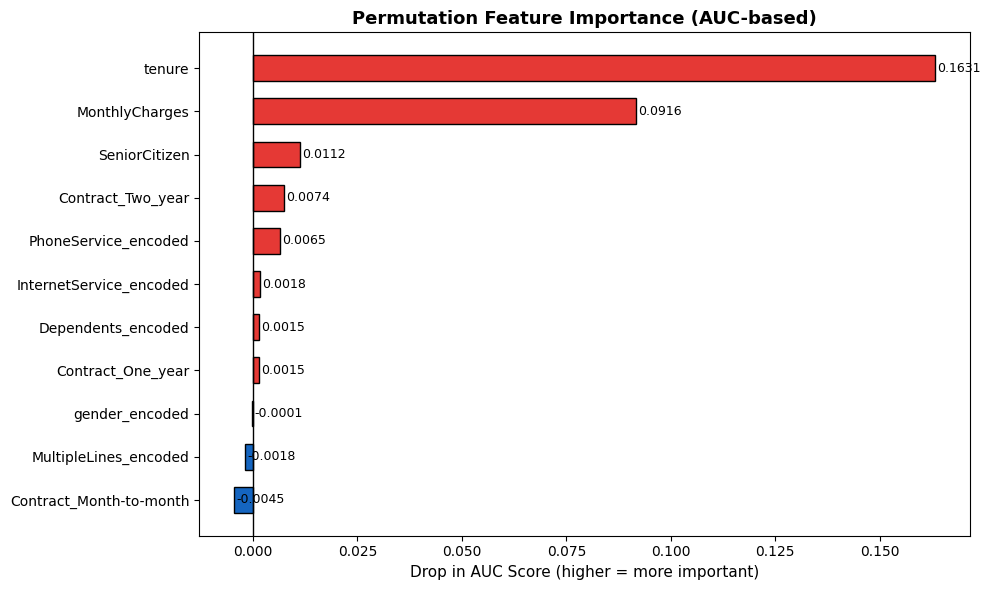 Permutation Feature Importance (AUC-based)
tenure 0.1631
MonthlyCharges 0.0916
SeniorCitizen 0.0112
Contract_Two_year 0.0074
PhoneService_encoded 0.0065
InternetService_encoded 0.0018
Dependents_encoded 0.0015
Contract_One_year 0.0015
gender_encoded -0.0001
MultipleLines_encoded -0.0018
Contract_Month-to-month -0.0045
0.000 0.025 0.050 0.075 0.100 0.125 0.150
Drop in AUC Score (higher = more important)